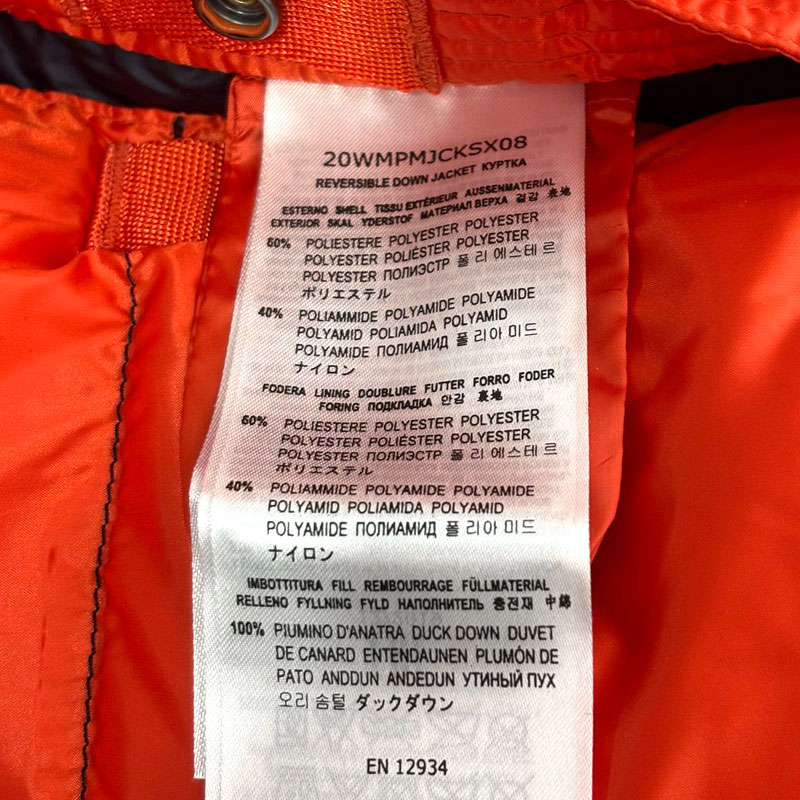 20WMPMJCKSX08
REVERSIBLE DOWN JACKET КУРТКА
ESTERNO SHELL TISSU EXTÉRIEUR AUSSENMATERIAL
EXTERIOR SKAL YDERSTOF МАТЕРИАЛ ВЕРХА 겉감 表地
60% POLIESTERE POLYESTER POLYESTER
POLYESTER POLIÉSTER POLYESTER
POLYESTER ПОЛИЭСТР 폴리에스테르
ポリエステル
40% POLIAMMIDE POLYAMIDE POLYAMIDE
POLYAMID POLIAMIDA POLYAMID
POLYAMIDE ПОЛИАМИД 폴리아미드
ナイロン
FODERA LINING DOUBLURE FUTTER FORRO FODER
FORING ПОДКЛАДКА 안감 裏地
60% POLIESTERE POLYESTER POLYESTER
POLYESTER POLIÉSTER POLYESTER
POLYESTER ПОЛИЭСТР 폴리에스테르
ポリエステル
40% POLIAMMIDE POLYAMIDE POLYAMIDE
POLYAMID POLIAMIDA POLYAMID
POLYAMIDE ПОЛИАМИД 폴리아미드
ナイロン
IMBOTTITURA FILL REMBOURRAGE FÜLLMATERIAL
RELLENO FYLLNING FYLD НАПОЛНИТЕЛЬ 충전재 中綿
100% PIUMINO D'ANATRA DUCK DOWN DUVET
DE CANARD ENTENDAUNEN PLUMÓN DE
PATO ANDDUN ANDEDUN УТИНЫЙ ПУХ
오리 솜털 ダックダウン
EN 12934